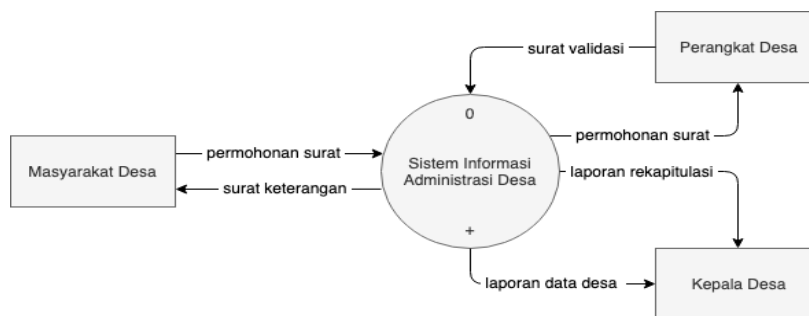 surat validasi
Perangkat Desa
0
permohonan surat
permohonan surat
Masyarakat Desa
Sistem Informasi
Administrasi Desa
laporan rekapitulasi
surat keterangan
+
laporan data desa
Kepala Desa